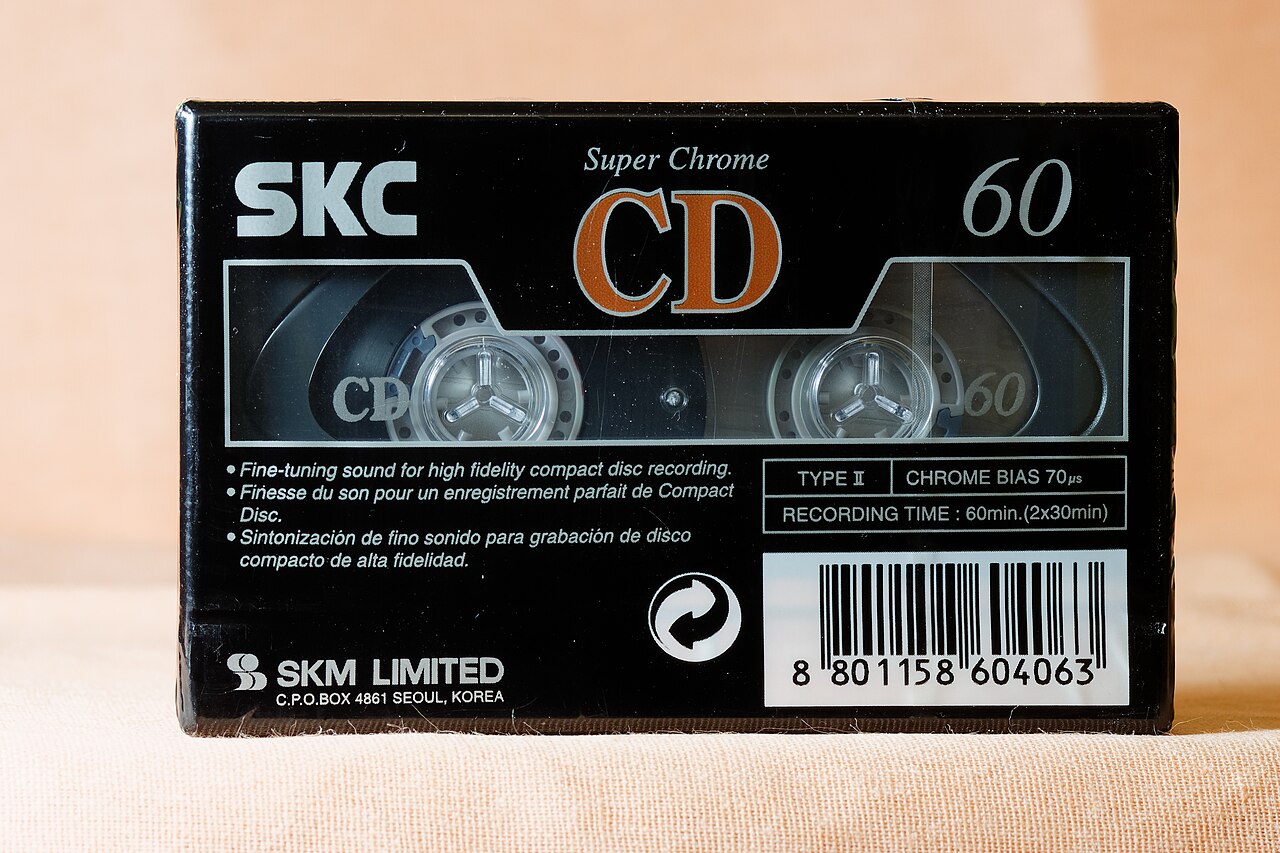 SKC
Super Chrome
CD
60
CD
60
• Fine-tuning sound for high fidelity compact disc recording.
• Finesse du son pour un enregistrement parfait de Compact
Disc.
• Sintonización de fino sonido para grabación de disco
compacto de alta fidelidad.
TYPE II
CHROME BIAS 70μs
RECORDING TIME : 60min.(2x30min)
SKM LIMITED
C.P.O.BOX 4861 SEOUL, KOREA
8 801158 604063